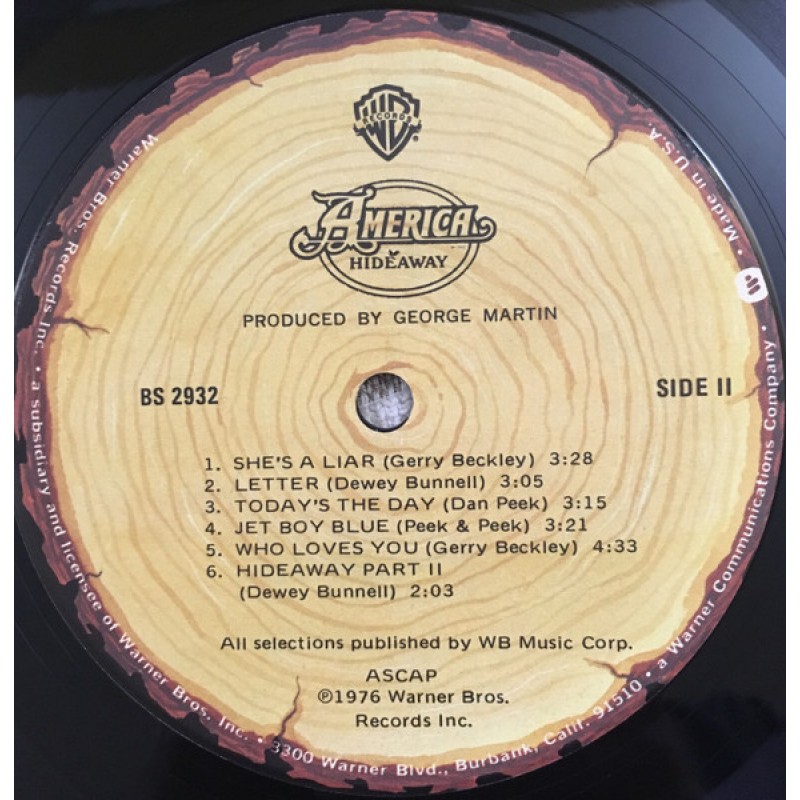 WB
RECORDS
®
AMERICA
HIDEAWAY
PRODUCED BY GEORGE MARTIN
BS 2932
SIDE II
1. SHE'S A LIAR (Gerry Beckley) 3:28
2. LETTER (Dewey Bunnell) 3:05
3. TODAY'S THE DAY (Dan Peek) 3:15
4. JET BOY BLUE (Peek & Peek) 3:21
5. WHO LOVES YOU (Gerry Beckley) 4:33
6. HIDEAWAY PART II
(Dewey Bunnell) 2:03
All selections published by WB Music Corp.
ASCAP
℗1976 Warner Bros.
Records Inc.
Warner Bros. Records Inc. • a subsidiary and licensee of Warner Bros. Inc. • 3300 Warner Blvd., Burbank, Calif. 91510 • a Warner Communications Company • Made in U.S.A.